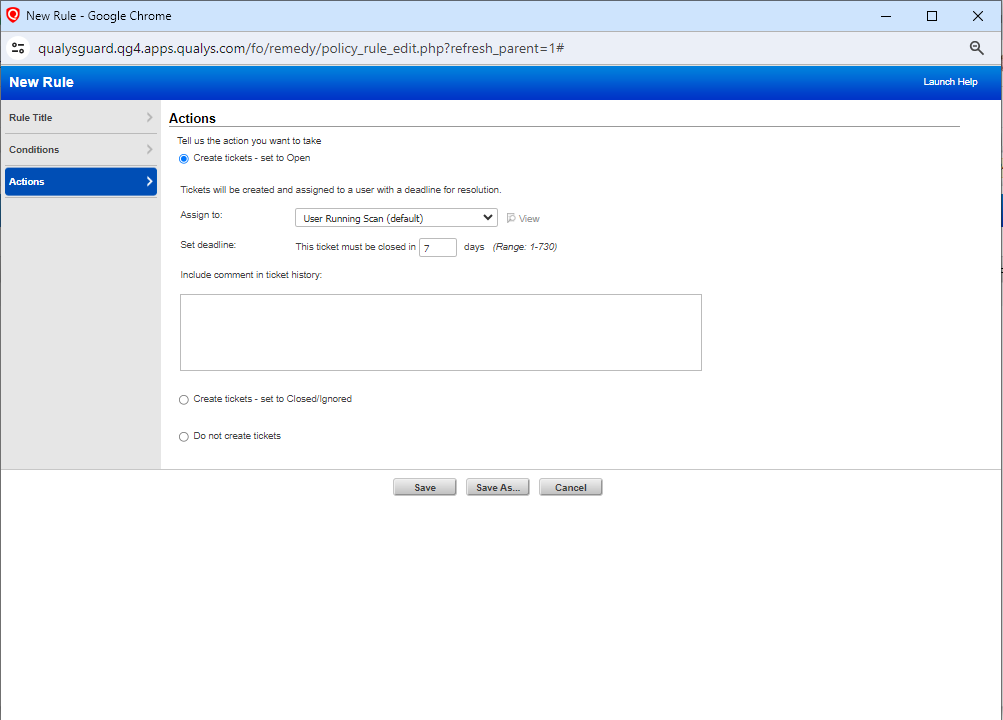 New Rule - Google Chrome
qualysguard.qg4.apps.qualys.com/fo/remedy/policy_rule_edit.php?refresh_parent=1#
New Rule
Launch Help
Rule Title
Conditions
Actions
Actions
Tell us the action you want to take
Create tickets - set to Open
Tickets will be created and assigned to a user with a deadline for resolution.
Assign to: User Running Scan (default) View
Set deadline: This ticket must be closed in 7 days (Range: 1-730)
Include comment in ticket history:
Create tickets - set to Closed/Ignored
Do not create tickets
Save Save As... Cancel